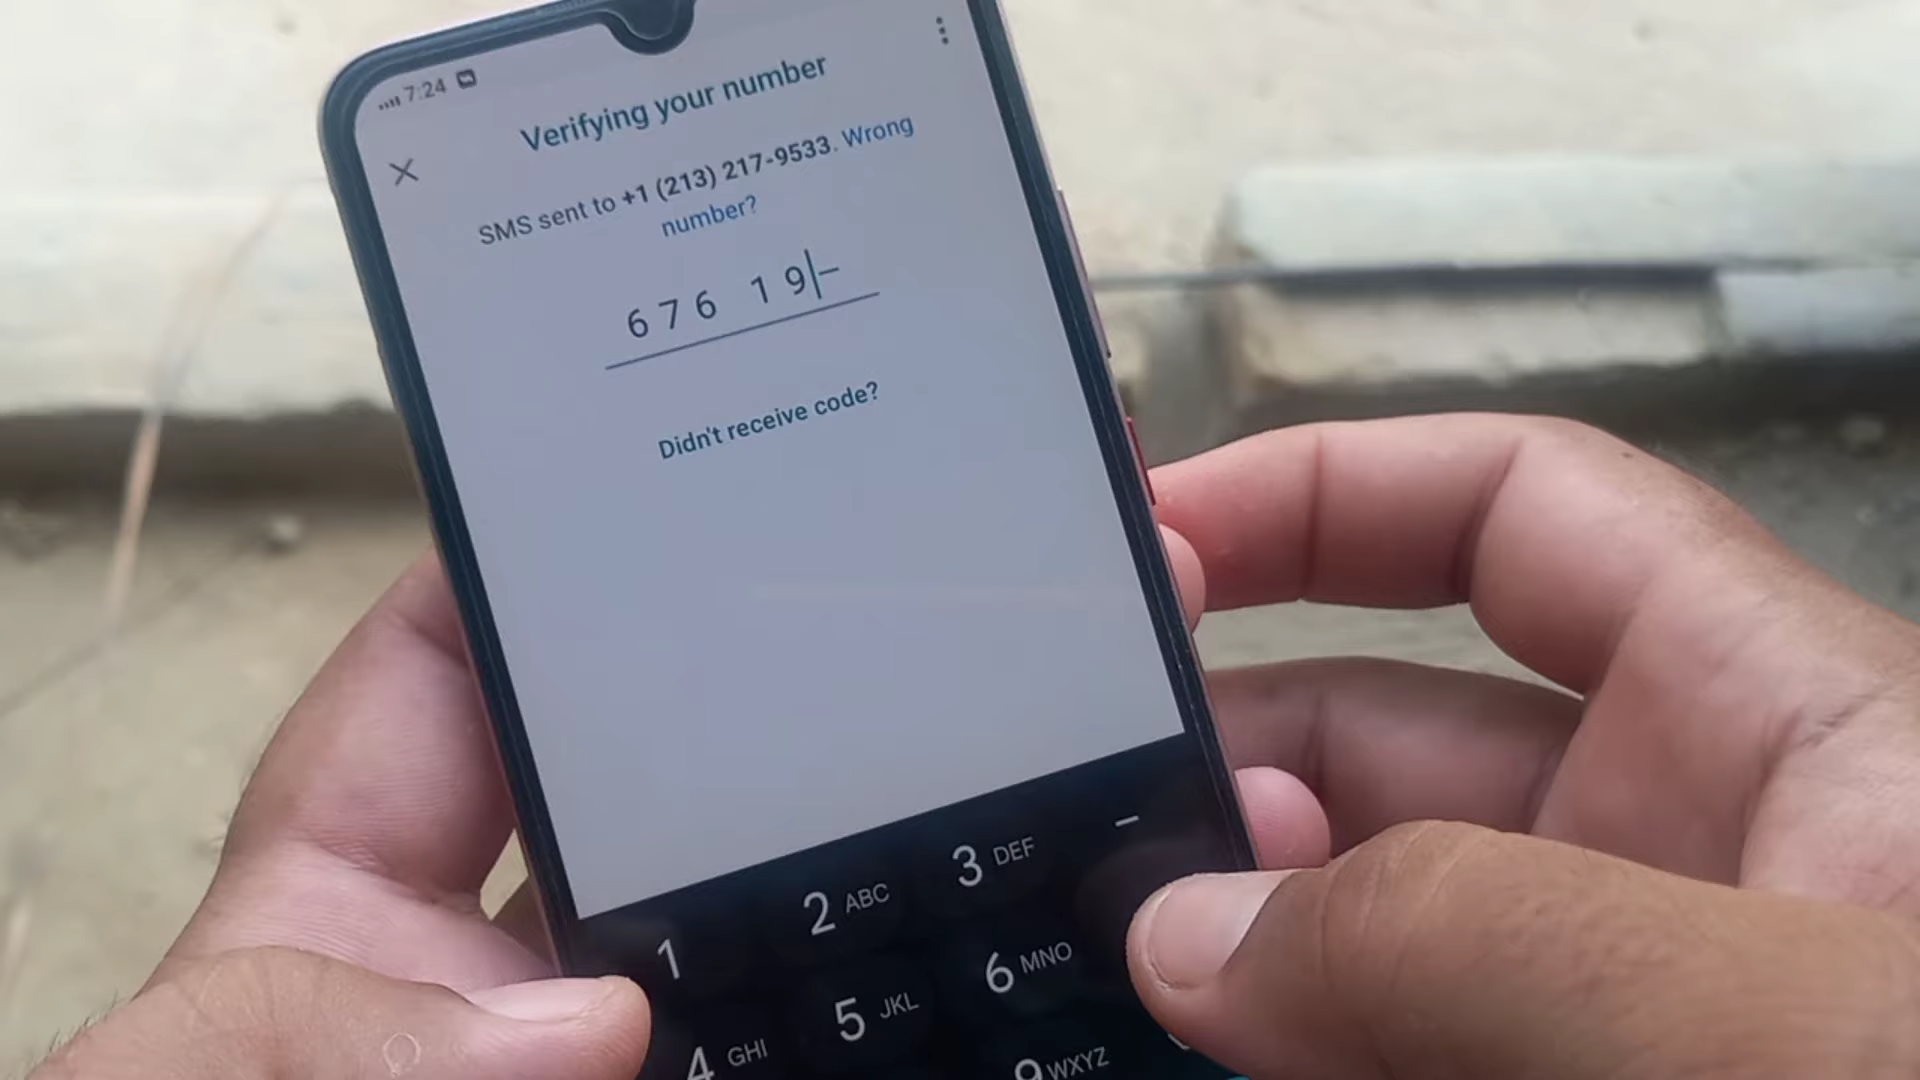 7:24
Verifying your number
SMS sent to +1 (213) 217-9533. Wrong
number?
676 19|–
Didn't receive code?
1
2 ABC
3 DEF
–
4 GHI
5 JKL
6 MNO
9 WXYZ